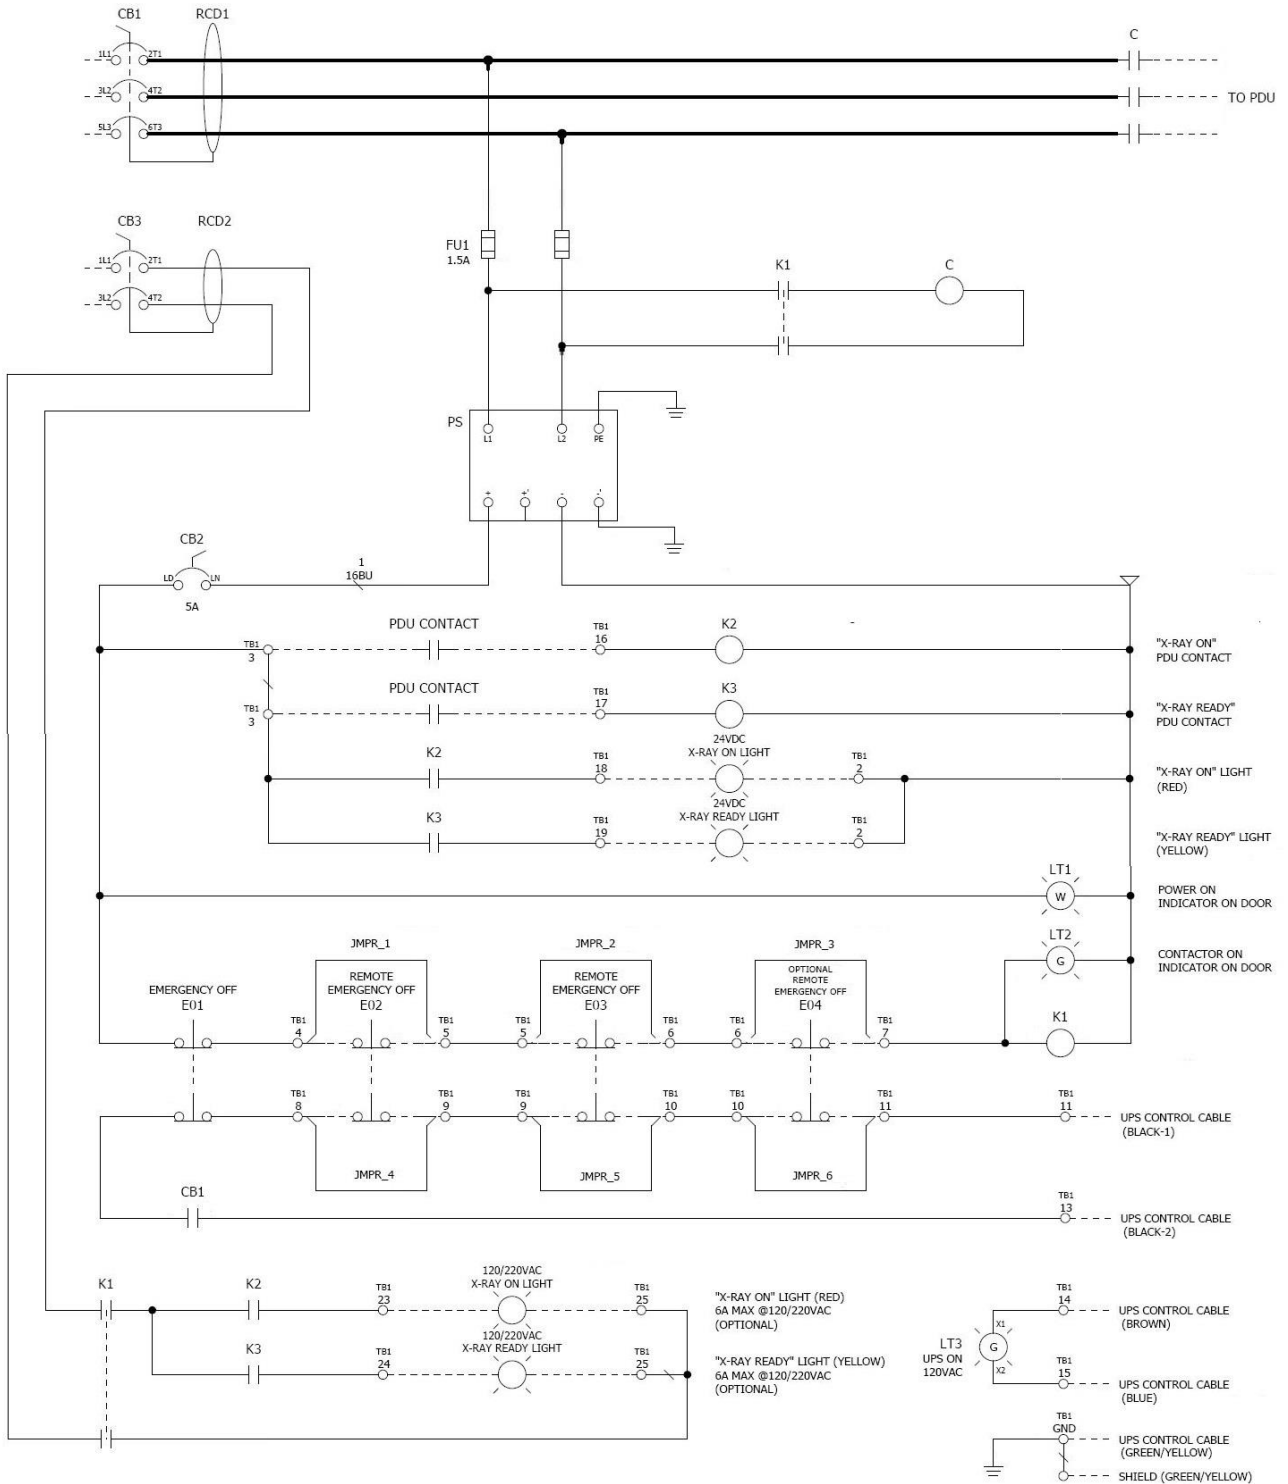 CB1
RCD1
C
1L1
2T1
3L2
4T2
TO PDU
5L3
6T3
CB3
RCD2
FU1
1.5A
K1
C
1L1
2T1
3L2
4T2
PS
L1
L2
PE
+
+'
-
-'
CB2
LD
LN
5A
1
16BU
PDU CONTACT
TB1
3
TB1
16
K2
-
"X-RAY ON"
PDU CONTACT
PDU CONTACT
TB1
3
TB1
17
K3
"X-RAY READY"
PDU CONTACT
K2
TB1
18
24VDC
X-RAY ON LIGHT
TB1
2
"X-RAY ON" LIGHT
(RED)
K3
TB1
19
24VDC
X-RAY READY LIGHT
TB1
2
"X-RAY READY" LIGHT
(YELLOW)
LT1
W
POWER ON
INDICATOR ON DOOR
LT2
G
CONTACTOR ON
INDICATOR ON DOOR
JMPR_1
JMPR_2
JMPR_3
EMERGENCY OFF
E01
REMOTE
EMERGENCY OFF
E02
REMOTE
EMERGENCY OFF
E03
OPTIONAL
REMOTE
EMERGENCY OFF
E04
TB1
4
TB1
5
TB1
5
TB1
6
TB1
6
TB1
7
K1
TB1
8
TB1
9
TB1
9
TB1
10
TB1
10
TB1
11
TB1
11
UPS CONTROL CABLE
(BLACK-1)
JMPR_4
JMPR_5
JMPR_6
CB1
TB1
13
UPS CONTROL CABLE
(BLACK-2)
K1
K2
TB1
23
120/220VAC
X-RAY ON LIGHT
TB1
25
"X-RAY ON" LIGHT (RED)
6A MAX @120/220VAC
(OPTIONAL)
K3
TB1
24
120/220VAC
X-RAY READY LIGHT
TB1
25
"X-RAY READY" LIGHT (YELLOW)
6A MAX @120/220VAC
(OPTIONAL)
LT3
UPS ON
120VAC
X1
G
X2
TB1
14
UPS CONTROL CABLE
(BROWN)
TB1
15
UPS CONTROL CABLE
(BLUE)
TB1
GND
UPS CONTROL CABLE
(GREEN/YELLOW)
SHIELD (GREEN/YELLOW)